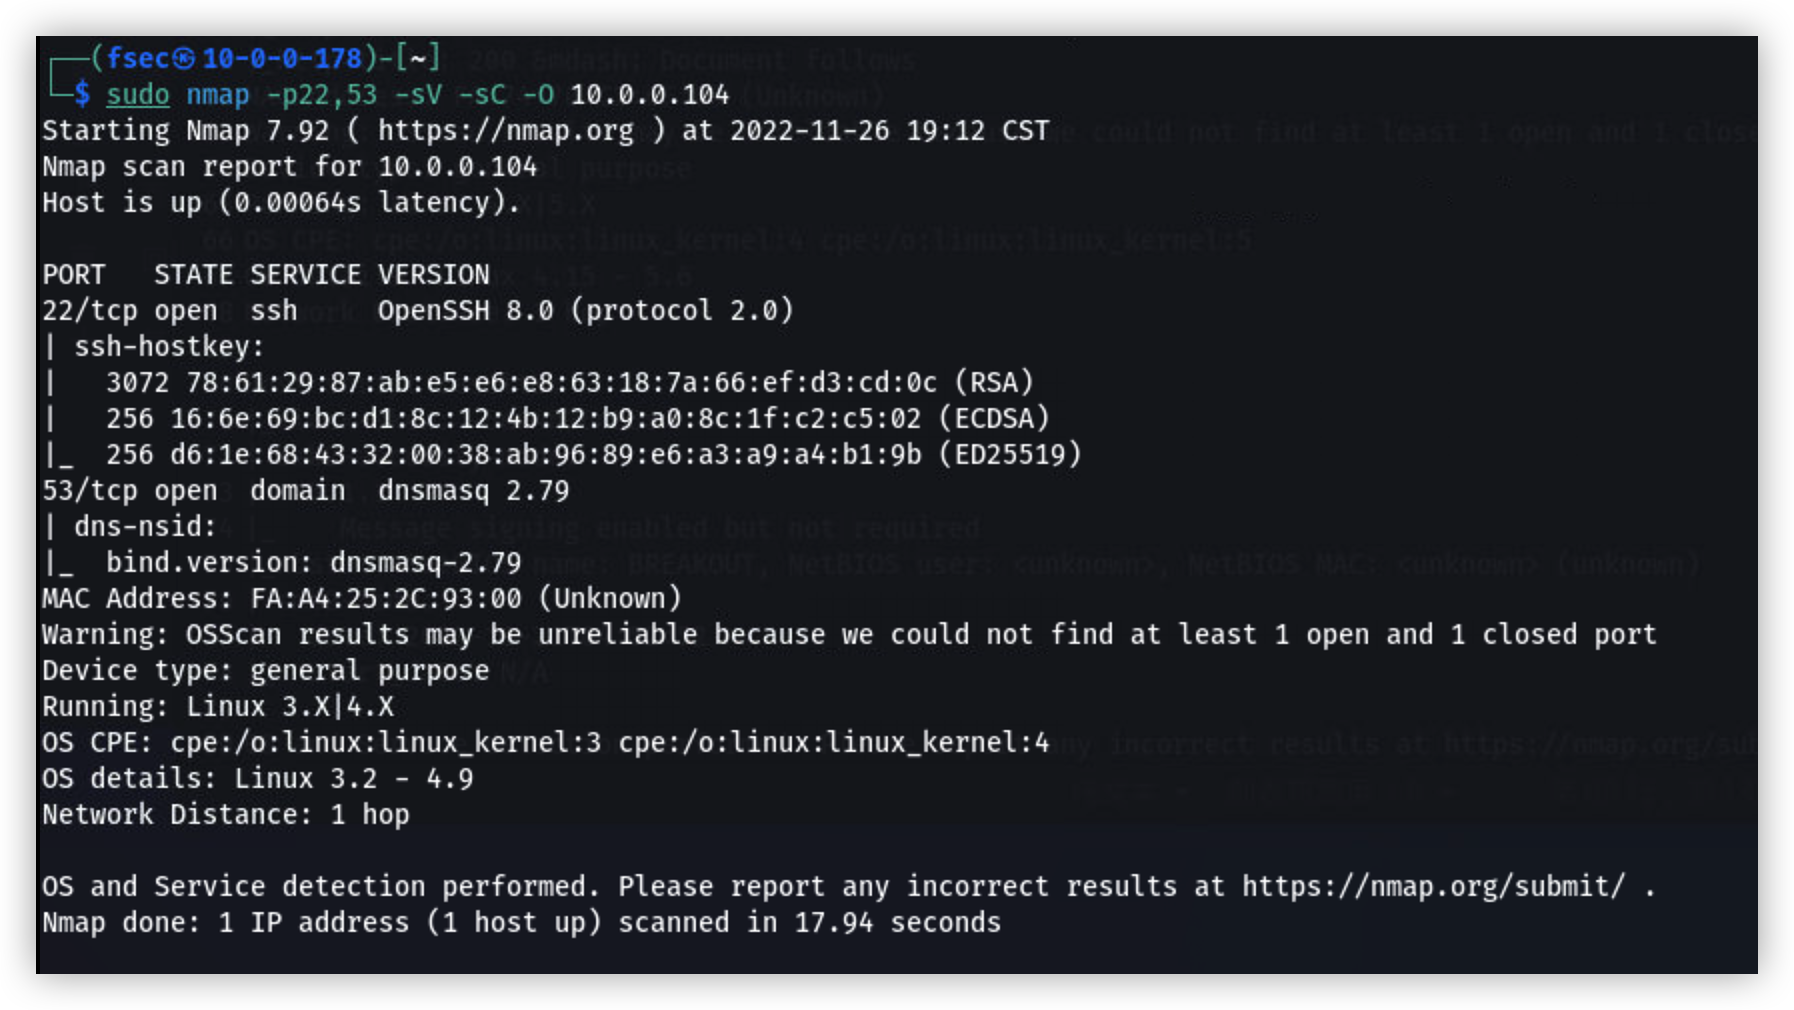 ┌──(fsec㉿10-0-0-178)-[~]
└─$ sudo nmap -p22,53 -sV -sC -O 10.0.0.104
Starting Nmap 7.92 ( https://nmap.org ) at 2022-11-26 19:12 CST
Nmap scan report for 10.0.0.104
Host is up (0.00064s latency).
PORT   STATE SERVICE VERSION
22/tcp open  ssh     OpenSSH 8.0 (protocol 2.0)
| ssh-hostkey:
|   3072 78:61:29:87:ab:e5:e6:e8:63:18:7a:66:ef:d3:cd:0c (RSA)
|   256 16:6e:69:bc:d1:8c:12:4b:12:b9:a0:8c:1f:c2:c5:02 (ECDSA)
|_  256 d6:1e:68:43:32:00:38:ab:96:89:e6:a3:a9:a4:b1:9b (ED25519)
53/tcp open  domain  dnsmasq 2.79
| dns-nsid:
|_  bind.version: dnsmasq-2.79
MAC Address: FA:A4:25:2C:93:00 (Unknown)
Warning: OSScan results may be unreliable because we could not find at least 1 open and 1 closed port
Device type: general purpose
Running: Linux 3.X|4.X
OS CPE: cpe:/o:linux:linux_kernel:3 cpe:/o:linux:linux_kernel:4
OS details: Linux 3.2 - 4.9
Network Distance: 1 hop
OS and Service detection performed. Please report any incorrect results at https://nmap.org/submit/ .
Nmap done: 1 IP address (1 host up) scanned in 17.94 seconds